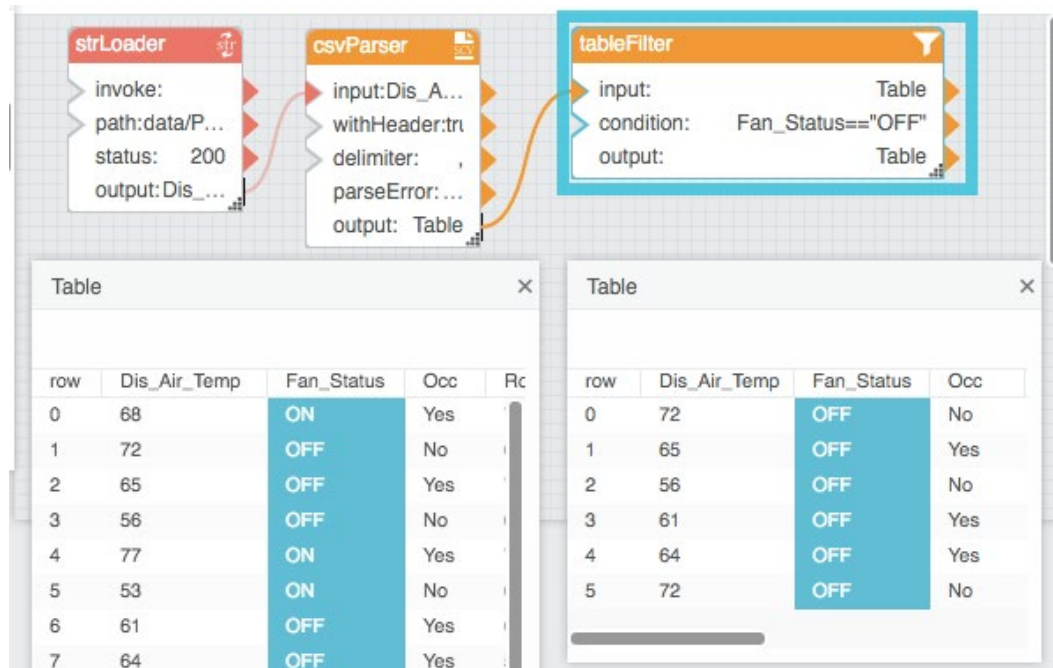 strLoader
str
invoke:
path:data/P...
status: 200
output:Dis_...
csvParser
SCV
input:Dis_A...
withHeader:tru
delimiter: ,
parseError: ...
output: Table
tableFilter
input: Table
condition: Fan_Status=="OFF"
output: Table
Table ×
row Dis_Air_Temp Fan_Status Occ Rc
0 68 ON Yes
1 72 OFF No
2 65 OFF Yes
3 56 OFF No
4 77 ON Yes
5 53 ON No
6 61 OFF Yes
7 64 OFF Yes
Table ×
row Dis_Air_Temp Fan_Status Occ
0 72 OFF No
1 65 OFF Yes
2 56 OFF No
3 61 OFF Yes
4 64 OFF Yes
5 72 OFF No